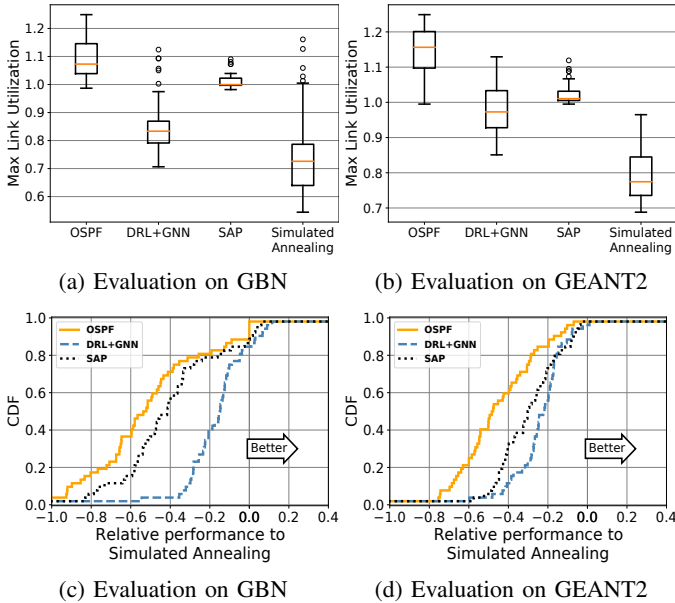 Max Link Utilization
1.2
1.1
1.0
0.9
0.8
0.7
0.6
OSPF DRL+GNN SAP Simulated
Annealing
(a) Evaluation on GBN
Max Link Utilization
1.2
1.1
1.0
0.9
0.8
0.7
OSPF DRL+GNN SAP Simulated
Annealing
(b) Evaluation on GEANT2
CDF
1.0
0.8
0.6
0.4
0.2
0.0
OSPF
DRL+GNN
SAP
Better
−1.0 −0.8 −0.6 −0.4 −0.2 0.0 0.2 0.4
Relative performance to
Simulated Annealing
(c) Evaluation on GBN
CDF
1.0
0.8
0.6
0.4
0.2
0.0
OSPF
DRL+GNN
SAP
Better
−1.0 −0.8 −0.6 −0.4 −0.2 0.0 0.2 0.4
Relative performance to
Simulated Annealing
(d) Evaluation on GEANT2